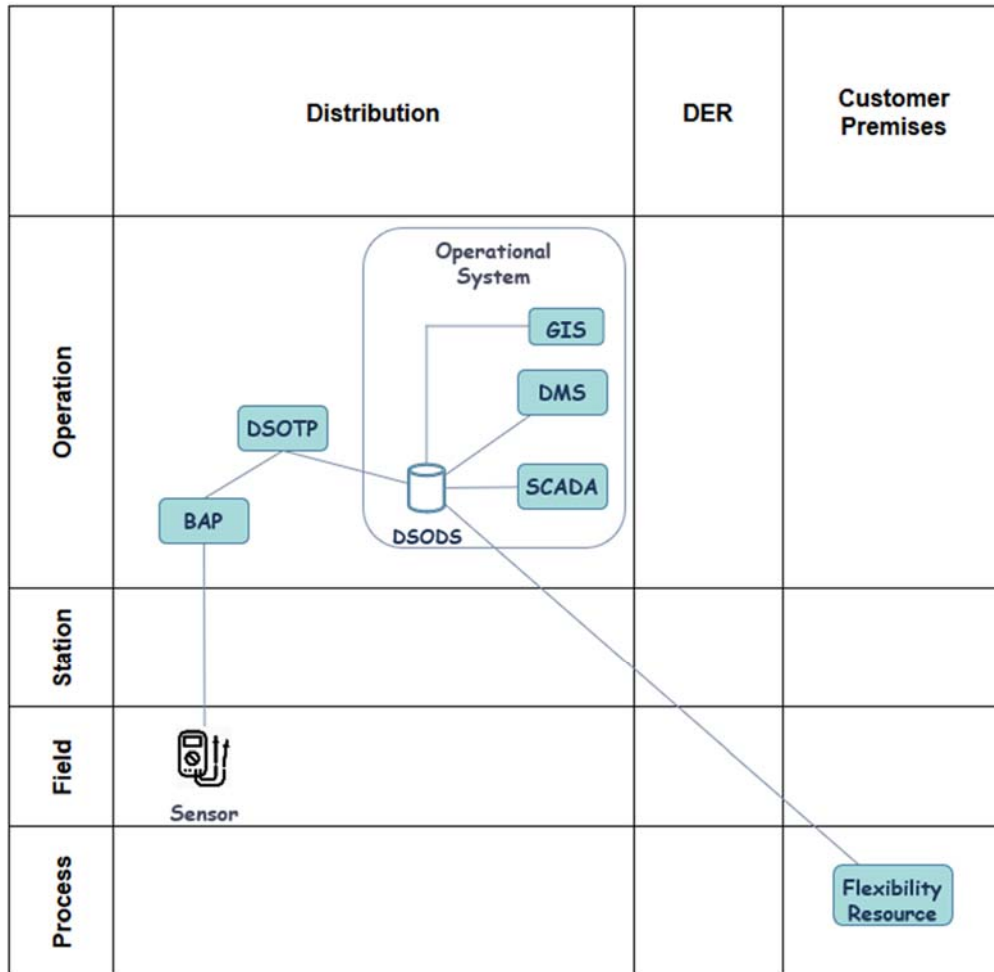 Distribution
DER
Customer
Premises
Operation
Operational
System
GIS
DMS
DSOTP
SCADA
BAP
DSODS
Station
Field
Sensor
Process
Flexibility
Resource